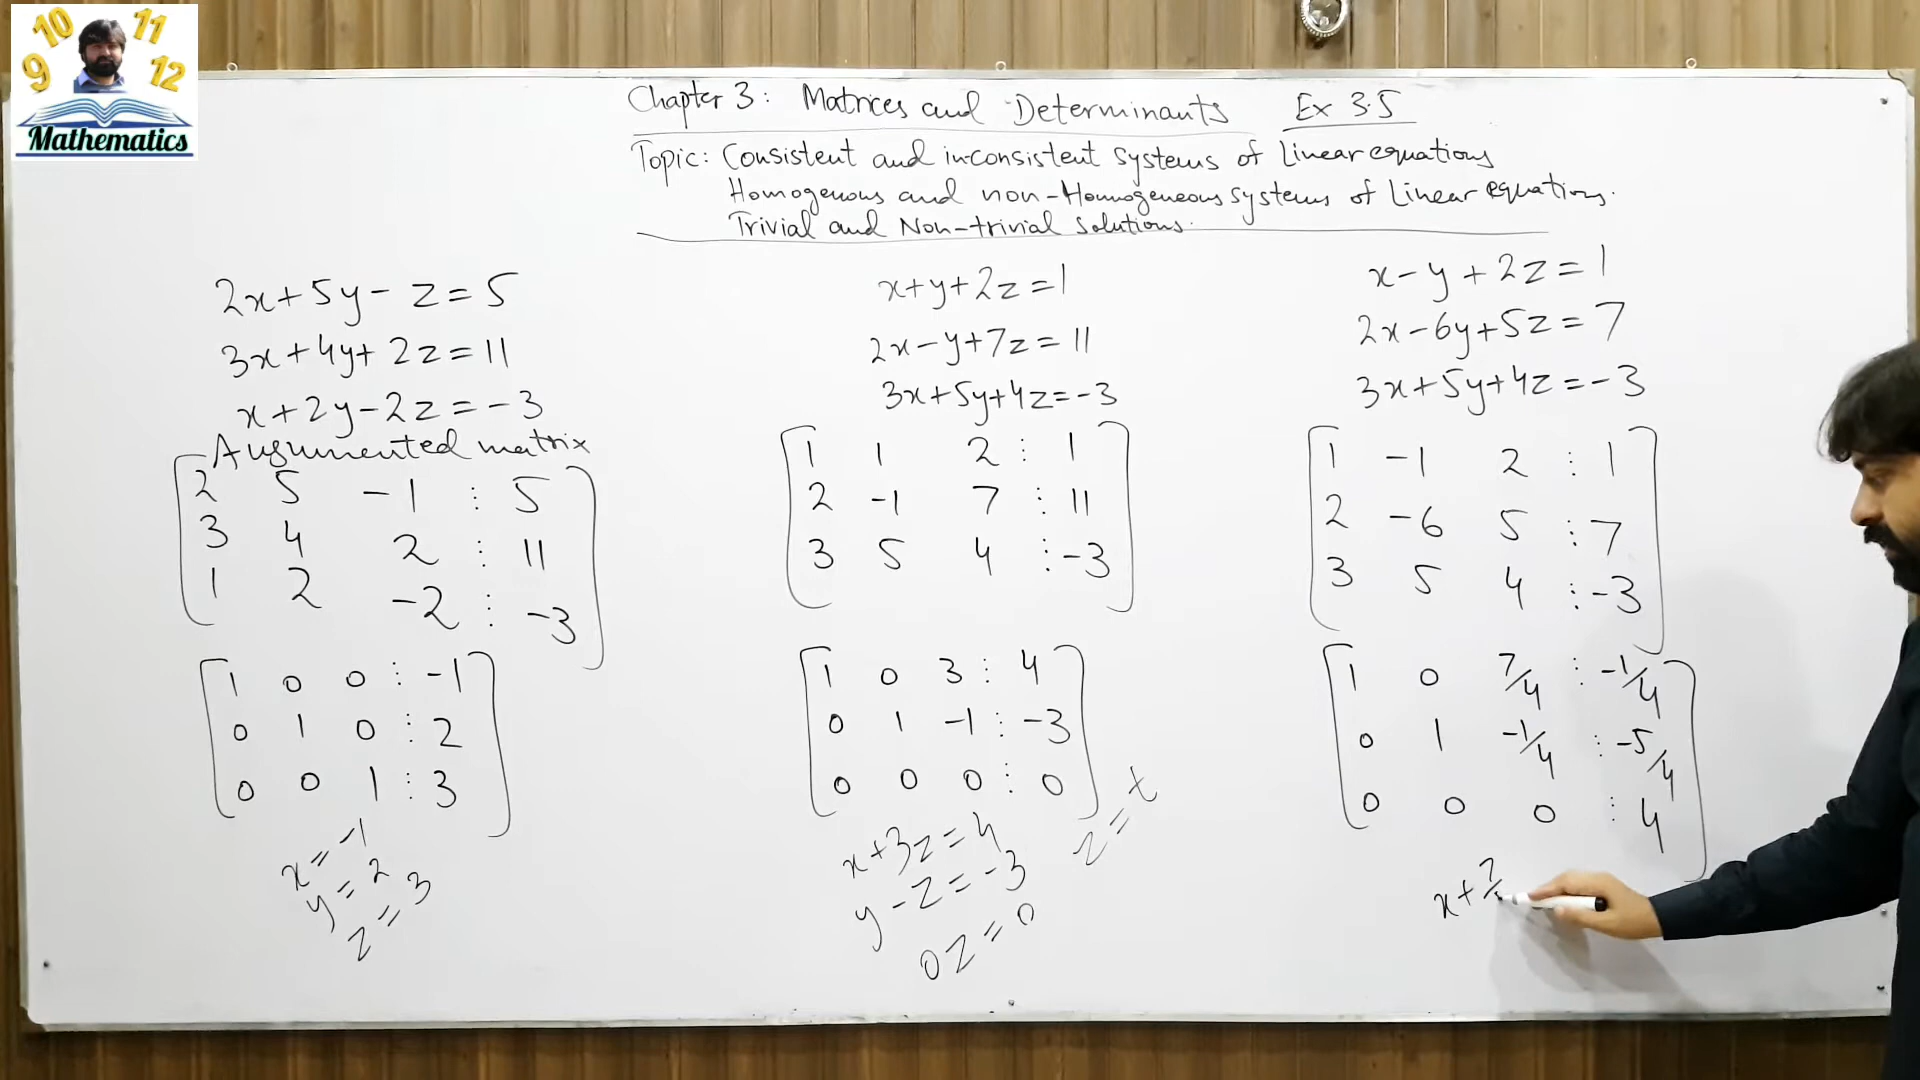 10 11
9 12
Mathematics
Chapter 3: Matrices and Determinants Ex 3.5
Topic: Consistent and inconsistent systems of Linear equations
Homogenous and non-Homogeneous systems of Linear equations.
Trivial and Non-trivial solutions.
2x+5y-z=5
3x+4y+2z=11
x+2y-2z=-3
Augumented matrix
2 5 -1 ⋮ 5
3 4 2 ⋮ 11
1 2 -2 ⋮ -3
1 0 0 ⋮ -1
0 1 0 ⋮ 2
0 0 1 ⋮ 3
x=-1
y=2
z=3
x+y+2z=1
2x-y+7z=11
3x+5y+4z=-3
1 1 2 ⋮ 1
2 -1 7 ⋮ 11
3 5 4 ⋮ -3
1 0 3 ⋮ 4
0 1 -1 ⋮ -3
0 0 0 ⋮ 0
x+3z=4
y-z=-3
0z=0
z=t
x-y+2z=1
2x-6y+5z=7
3x+5y+4z=-3
1 -1 2 ⋮ 1
2 -6 5 ⋮ 7
3 5 4 ⋮ -3
1 0 7/4 ⋮ -1/4
0 1 -1/4 ⋮ -5/4
0 0 0 ⋮ 4
x+7/